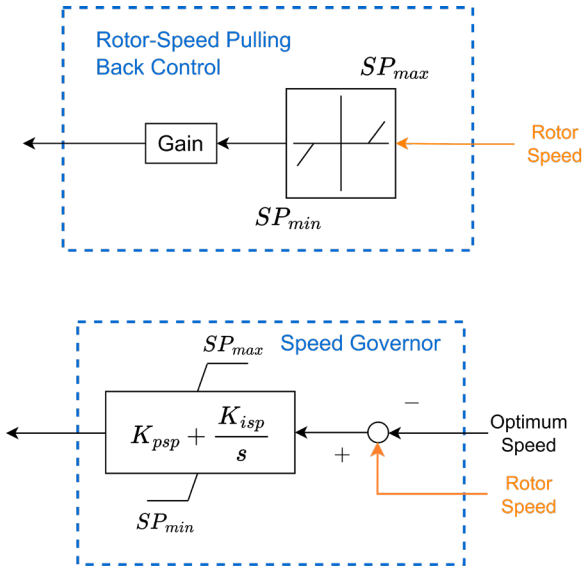 Rotor-Speed Pulling
Back Control
SP_max
Gain
Rotor
Speed
SP_min
SP_max
Speed Governor
−
K_psp + K_isp/s
Optimum
Speed
+
Rotor
Speed
SP_min